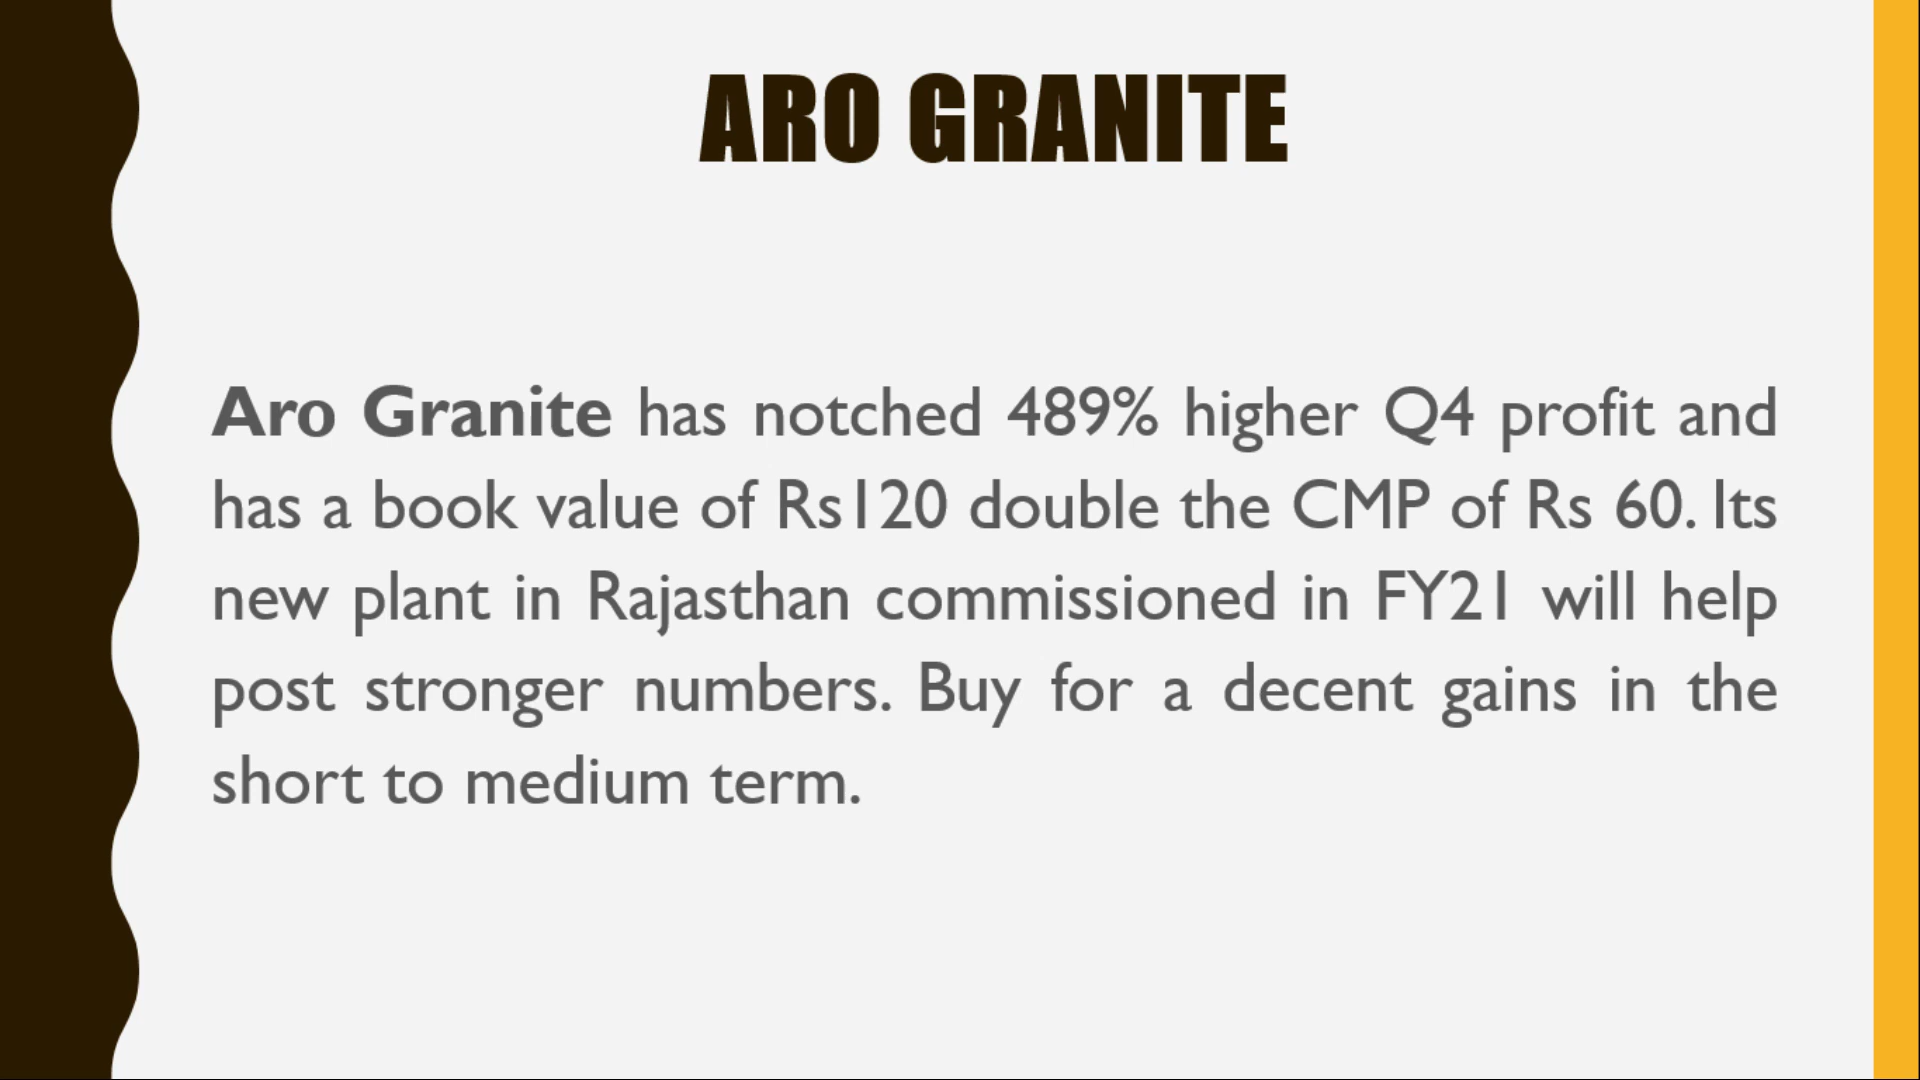 ARO GRANITE
Aro Granite has notched 489% higher Q4 profit and
has a book value of Rs120 double the CMP of Rs 60. Its
new plant in Rajasthan commissioned in FY21 will help
post stronger numbers. Buy for a decent gains in the
short to medium term.